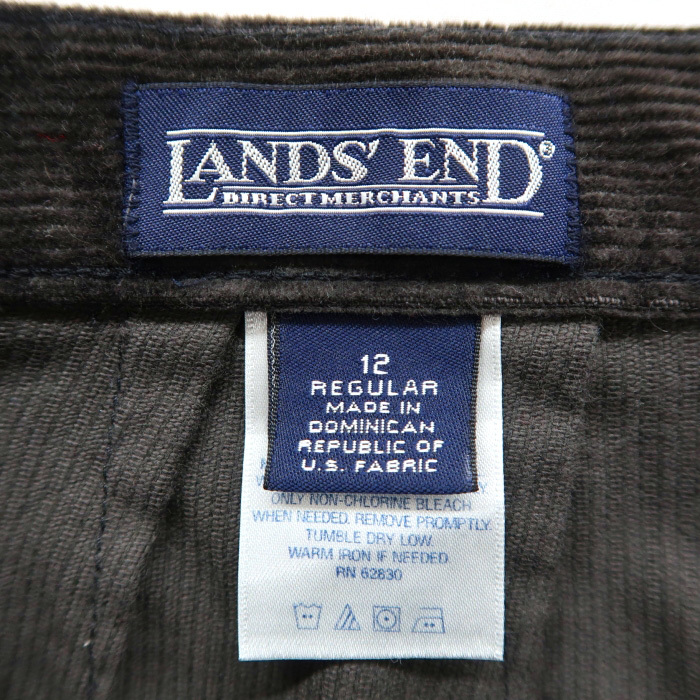 LANDS' END®
DIRECT MERCHANTS
12
REGULAR
MADE IN
DOMINICAN
REPUBLIC OF
U.S. FABRIC
ONLY NON-CHLORINE BLEACH
WHEN NEEDED. REMOVE PROMPTLY.
TUMBLE DRY LOW.
WARM IRON IF NEEDED.
RN 62830